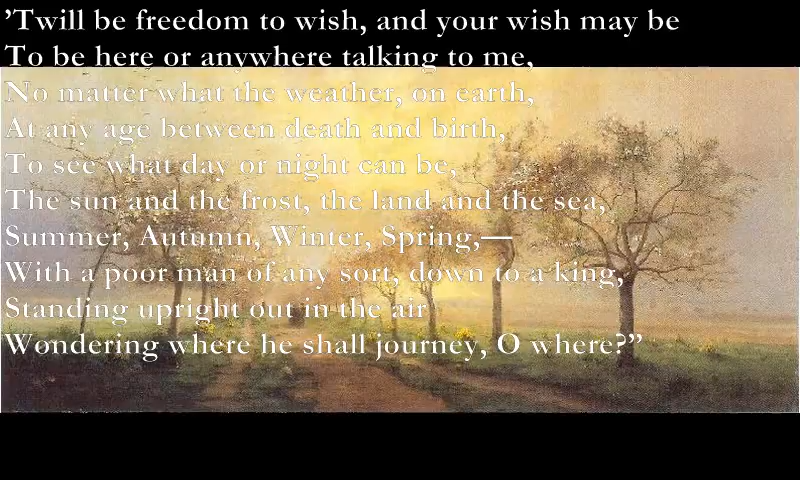 ’Twill be freedom to wish, and your wish may be
To be here or anywhere talking to me,
No matter what the weather, on earth,
At any age between death and birth,
To see what day or night can be,
The sun and the frost, the land and the sea,
Summer, Autumn, Winter, Spring,—
With a poor man of any sort, down to a king,
Standing upright out in the air
Wondering where he shall journey, O where?”